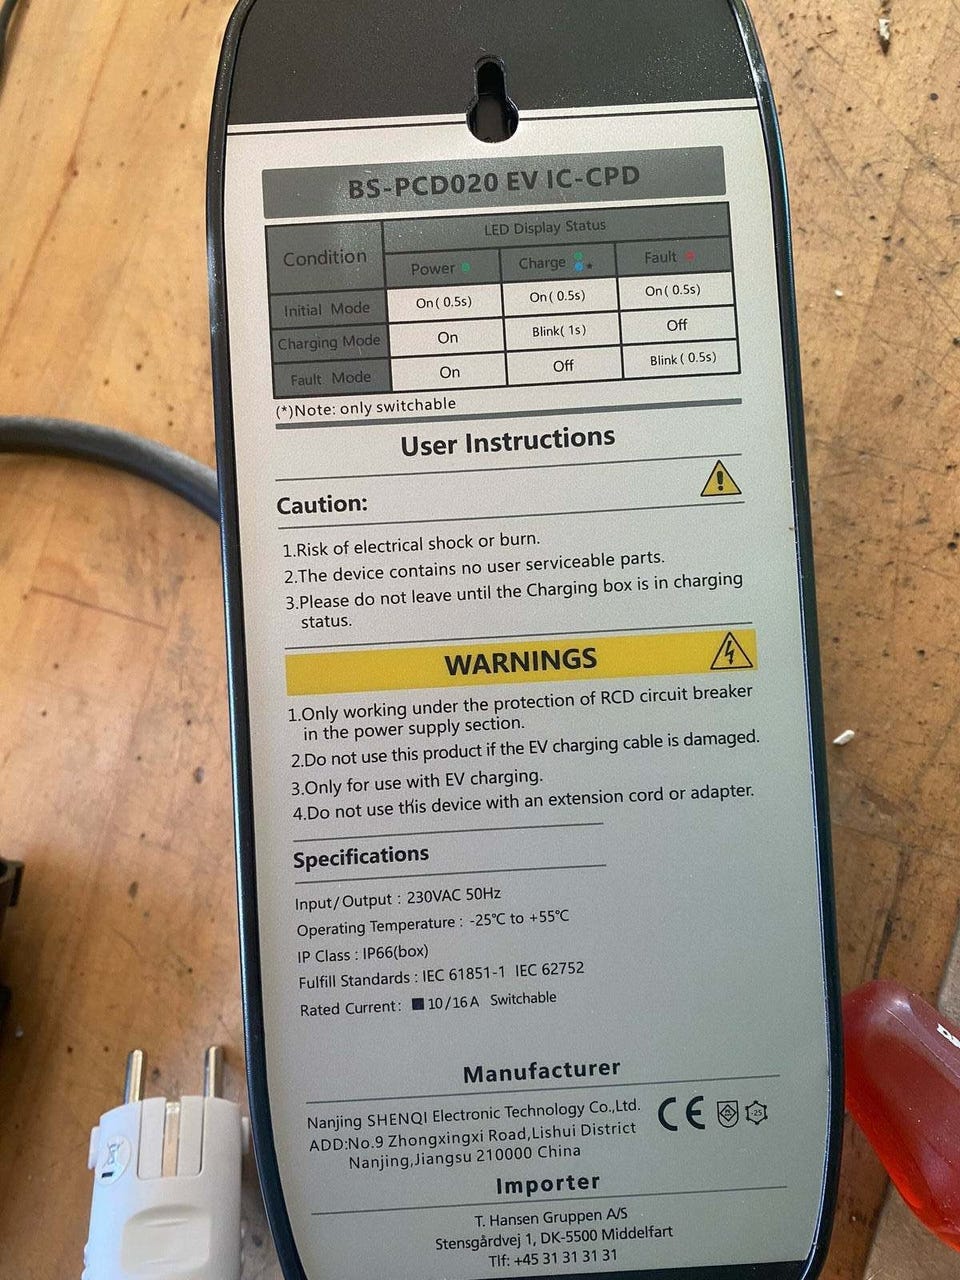 BS-PCD020 EV IC-CPD
Condition
LED Display Status
Power Charge * Fault
Initial Mode On( 0.5s) On( 0.5s) On( 0.5s)
Charging Mode On Blink( 1s) Off
Fault Mode On Off Blink( 0.5s)
(*)Note: only switchable
User Instructions
Caution:
1.Risk of electrical shock or burn.
2.The device contains no user serviceable parts.
3.Please do not leave until the Charging box is in charging
status.
WARNINGS
1.Only working under the protection of RCD circuit breaker
in the power supply section.
2.Do not use this product if the EV charging cable is damaged.
3.Only for use with EV charging.
4.Do not use this device with an extension cord or adapter.
Specifications
Input/Output : 230VAC 50Hz
Operating Temperature : -25℃ to +55℃
IP Class : IP66(box)
Fulfill Standards : IEC 61851-1 IEC 62752
Rated Current: ■ 10/16A Switchable
Manufacturer
Nanjing SHENQI Electronic Technology Co.,Ltd.
ADD:No.9 Zhongxingxi Road,Lishui District
Nanjing,Jiangsu 210000 China
CE
-25
Importer
T. Hansen Gruppen A/S
Stensgårdvej 1, DK-5500 Middelfart
Tlf: +45 31 31 31 31